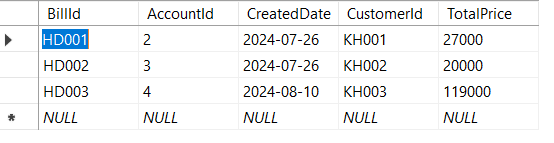 BillId AccountId CreatedDate CustomerId TotalPrice
HD001 2 2024-07-26 KH001 27000
HD002 3 2024-07-26 KH002 20000
HD003 4 2024-08-10 KH003 119000
NULL NULL NULL NULL NULL